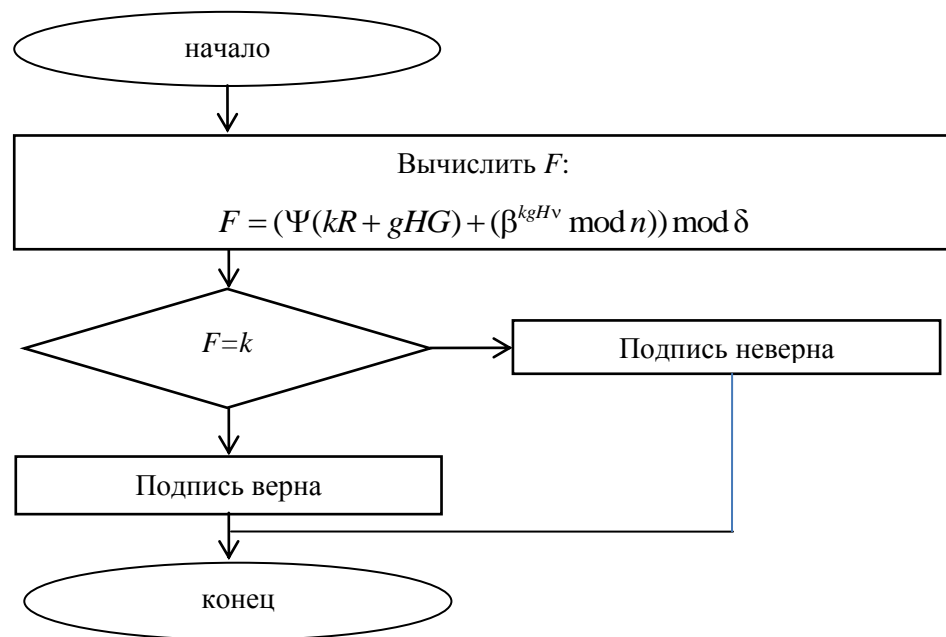 начало
Вычислить F:
F = (Ψ(kR + gHG) + (β^{kgHν} mod n)) mod δ
F=k
Подпись неверна
Подпись верна
конец